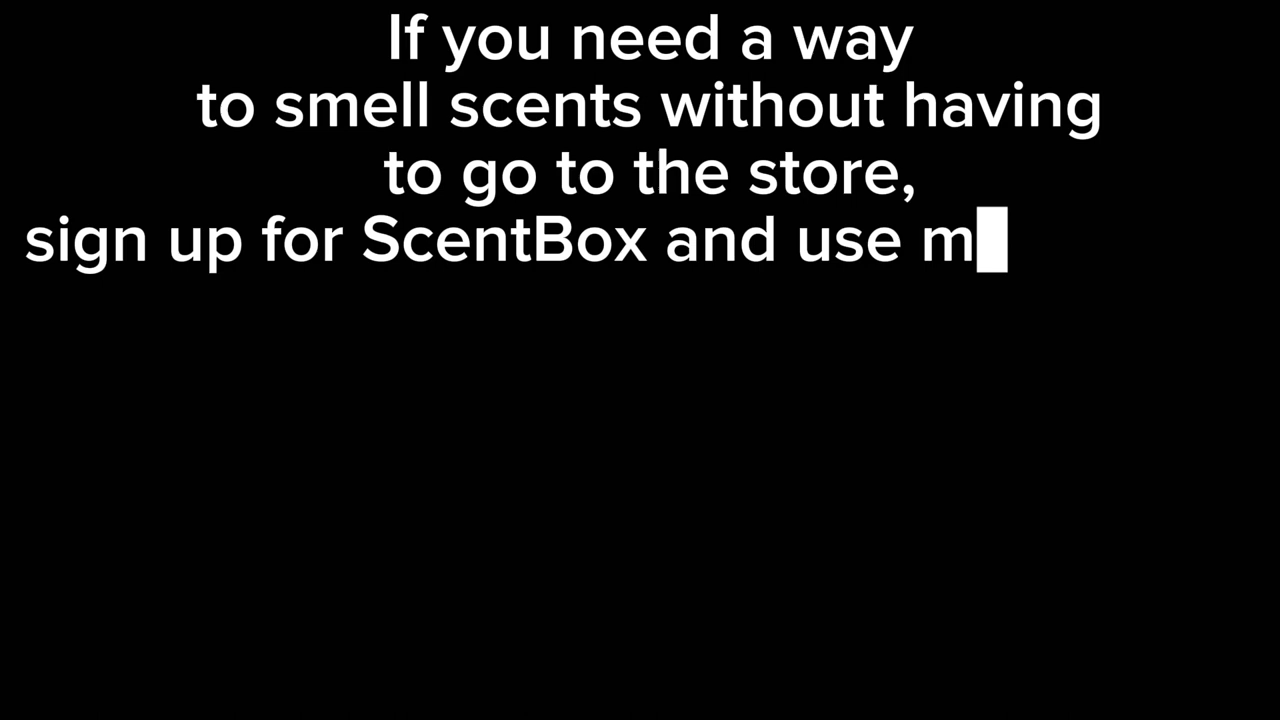 If you need a way
to smell scents without having
to go to the store,
sign up for ScentBox and use m